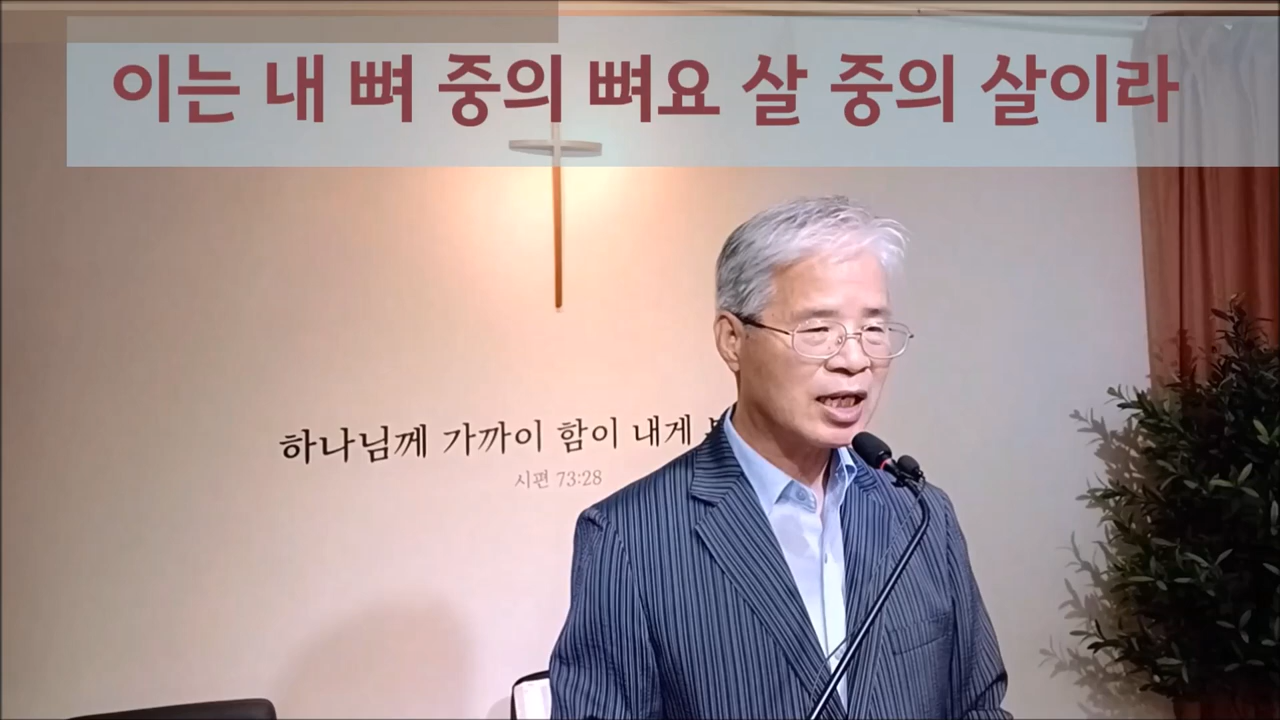 이는 내 뼈 중의 뼈요 살 중의 살이라
하나님께 가까이 함이 내게
시편 73:28